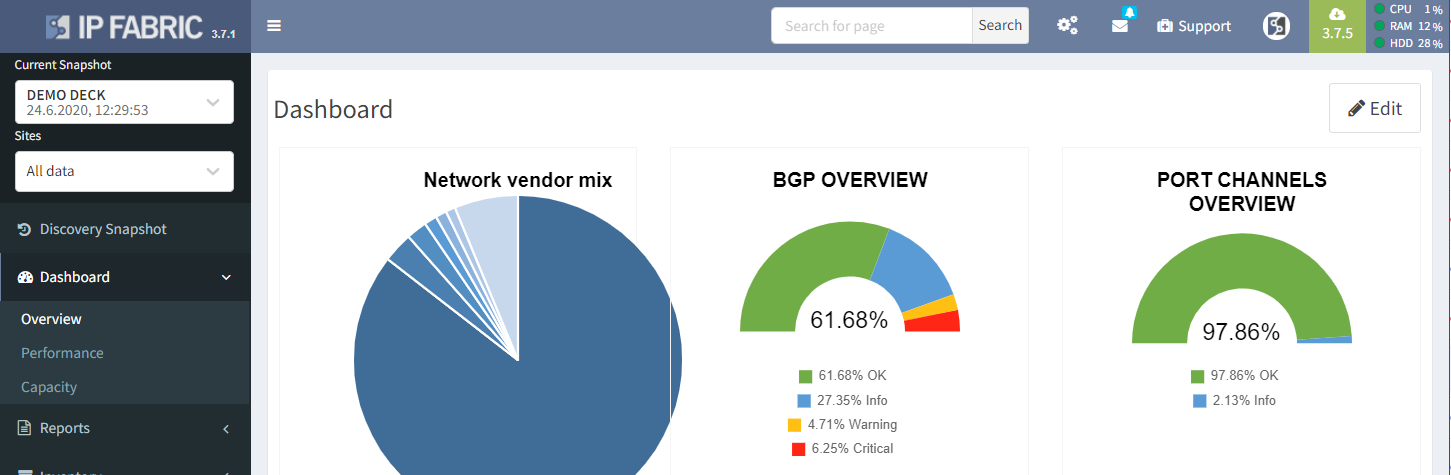 IP FABRIC 3.7.1
Search for page
Search
Support
3.7.5
CPU 1%
RAM 12%
HDD 28%
Current Snapshot
DEMO DECK
24.6.2020, 12:29:53
Sites
All data
Discovery Snapshot
Dashboard
Overview
Performance
Capacity
Reports
Inventory
Dashboard
Edit
Network vendor mix
BGP OVERVIEW
61.68%
61.68% OK
27.35% Info
4.71% Warning
6.25% Critical
PORT CHANNELS
OVERVIEW
97.86%
97.86% OK
2.13% Info